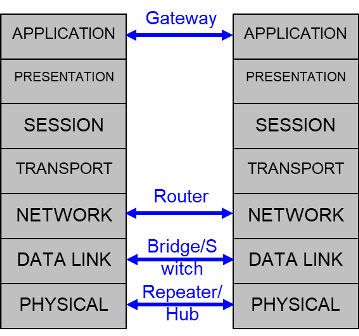 APPLICATION
Gateway
APPLICATION
PRESENTATION
PRESENTATION
SESSION
SESSION
TRANSPORT
TRANSPORT
NETWORK
Router
NETWORK
DATA LINK
Bridge/S
witch
DATA LINK
PHYSICAL
Repeater/
Hub
PHYSICAL